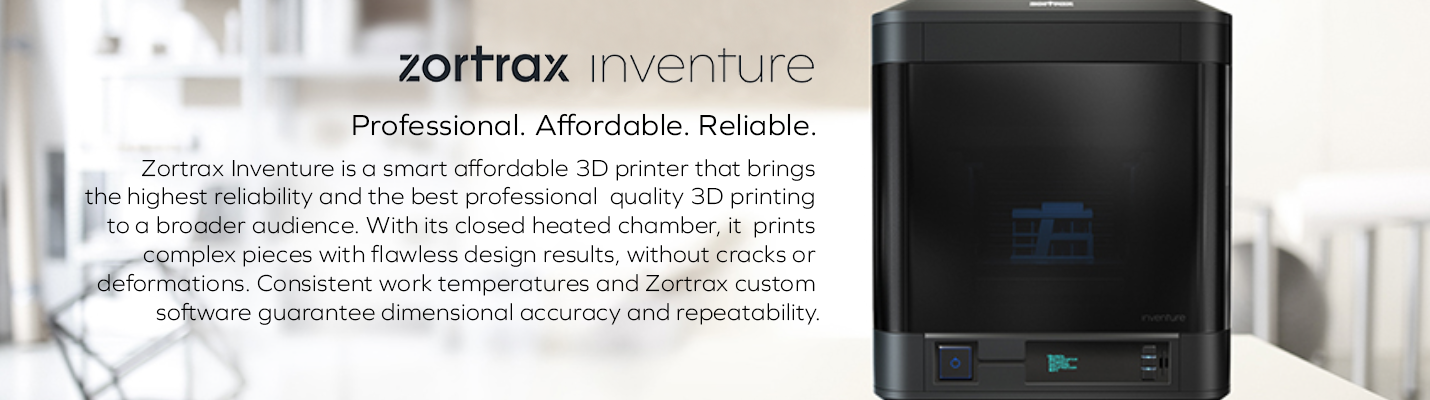 zortrax inventure
Professional. Affordable. Reliable.
Zortrax Inventure is a smart affordable 3D printer that brings
the highest reliability and the best professional quality 3D printing
to a broader audience. With its closed heated chamber, it prints
complex pieces with flawless design results, without cracks or
deformations. Consistent work temperatures and Zortrax custom
software guarantee dimensional accuracy and repeatability.
zortrax
inventure